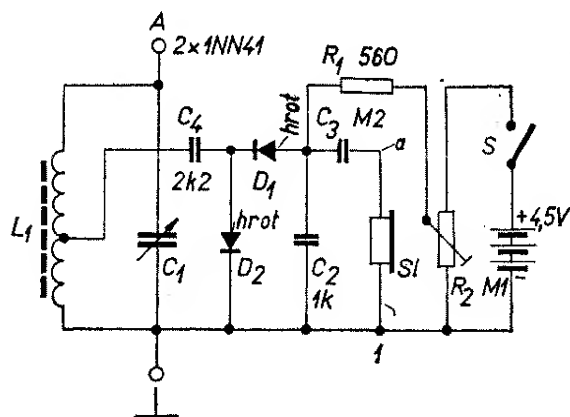 A
2×1NN41
R1 560
C4
hrot
C3
M2
a
S
2k2
D1
+4,5V
hrot
L1
C1
D2
C2
Sl
R2
M1
1k
-
1